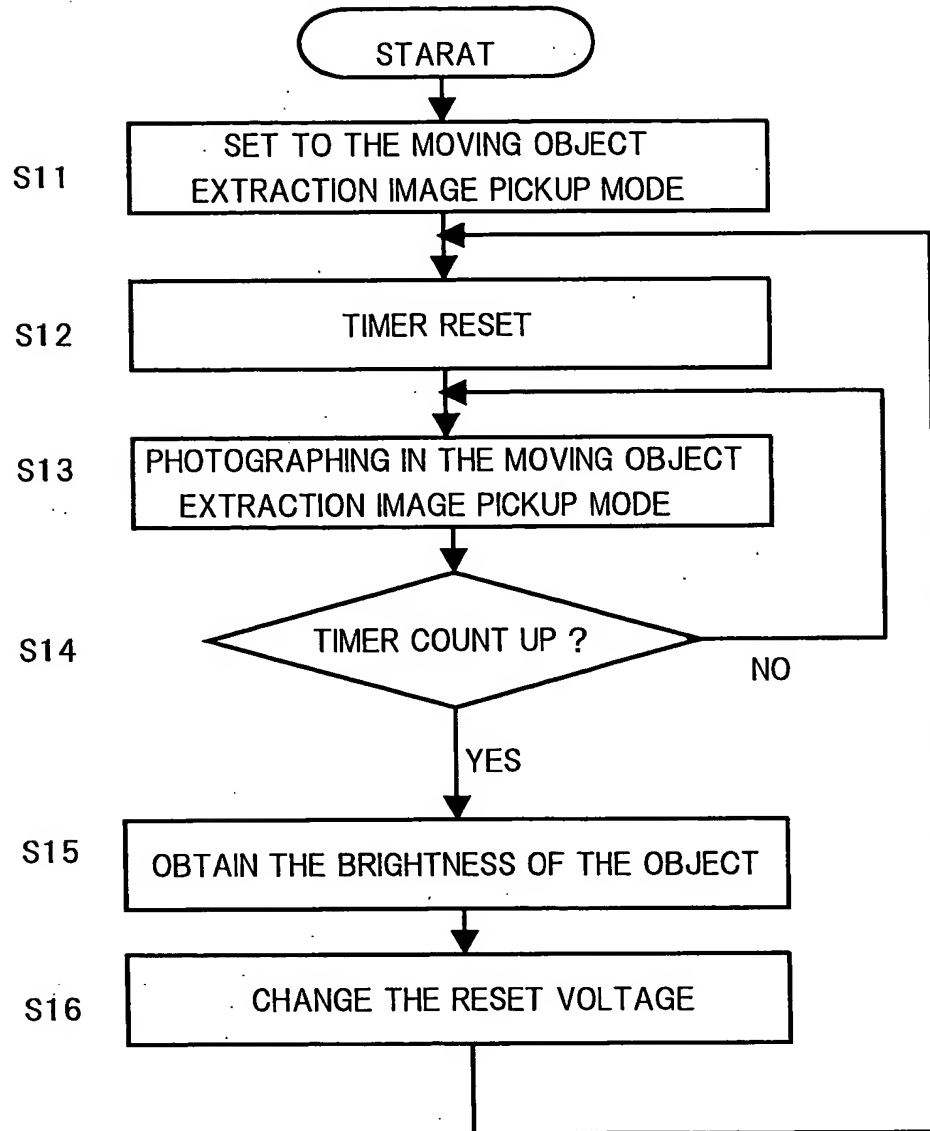 STARAT
S11
SET TO THE MOVING OBJECT
EXTRACTION IMAGE PICKUP MODE
S12
TIMER RESET
S13
PHOTOGRAPHING IN THE MOVING OBJECT
EXTRACTION IMAGE PICKUP MODE
S14
TIMER COUNT UP ?
NO
YES
S15
OBTAIN THE BRIGHTNESS OF THE OBJECT
S16
CHANGE THE RESET VOLTAGE